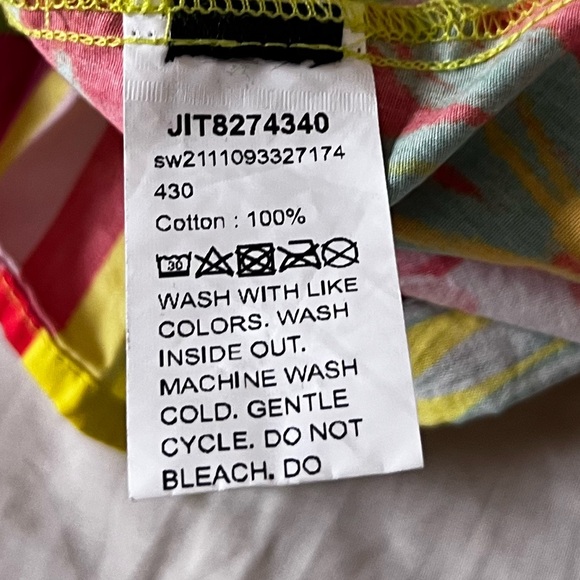 JIT8274340
sw2111093327174
430
Cotton : 100%
30
WASH WITH LIKE
COLORS. WASH
INSIDE OUT.
MACHINE WASH
COLD. GENTLE
CYCLE. DO NOT
BLEACH. DO